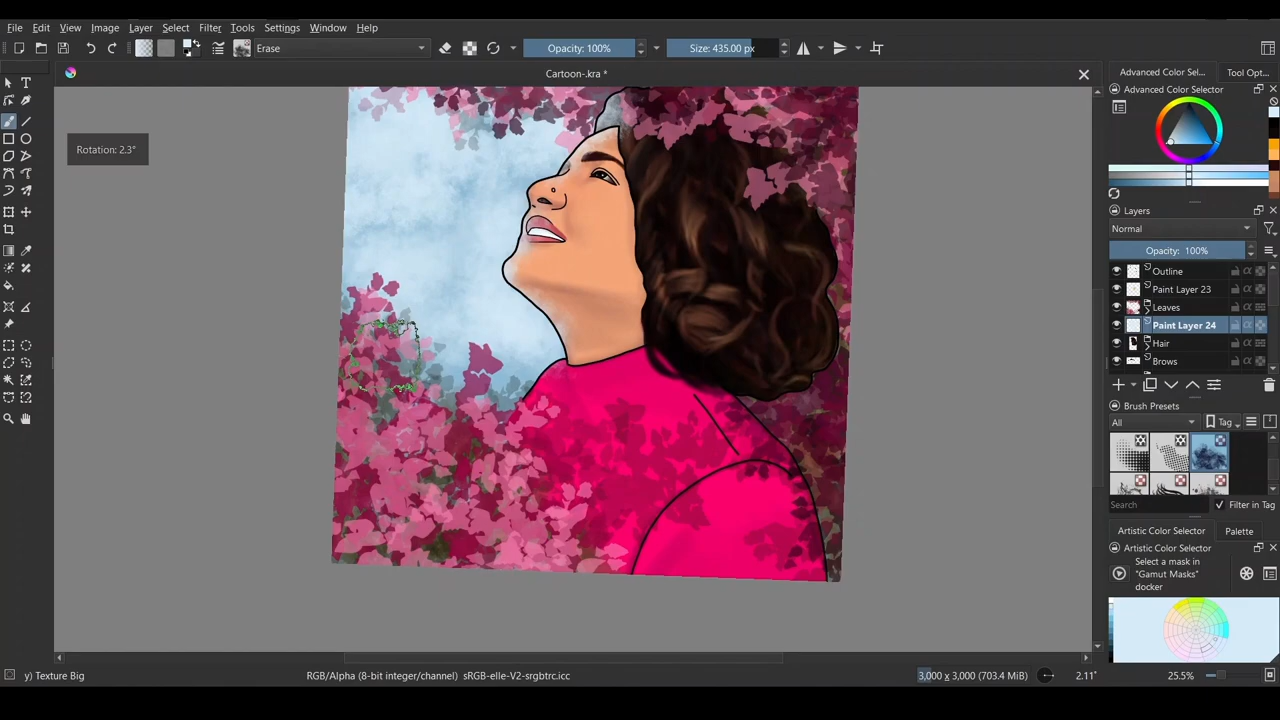 File Edit View Image Layer Select Filter Tools Settings Window Help
Erase Opacity: 100% Size: 435.00 px
Cartoon-.kra *
Advanced Color Sel... Tool Opt...
Advanced Color Selector
Rotation: 2.3°
Layers
Normal
Opacity: 100%
Outline
Paint Layer 23
Leaves
Paint Layer 24
Hair
Brows
Brush Presets
All Tag
Search Filter in Tag
Artistic Color Selector Palette
Artistic Color Selector
Select a mask in
"Gamut Masks"
docker
y) Texture Big RGB/Alpha (8-bit integer/channel) sRGB-elle-V2-srgbtrc.icc 3,000 x 3,000 (703.4 MiB) 2.11° 25.5%